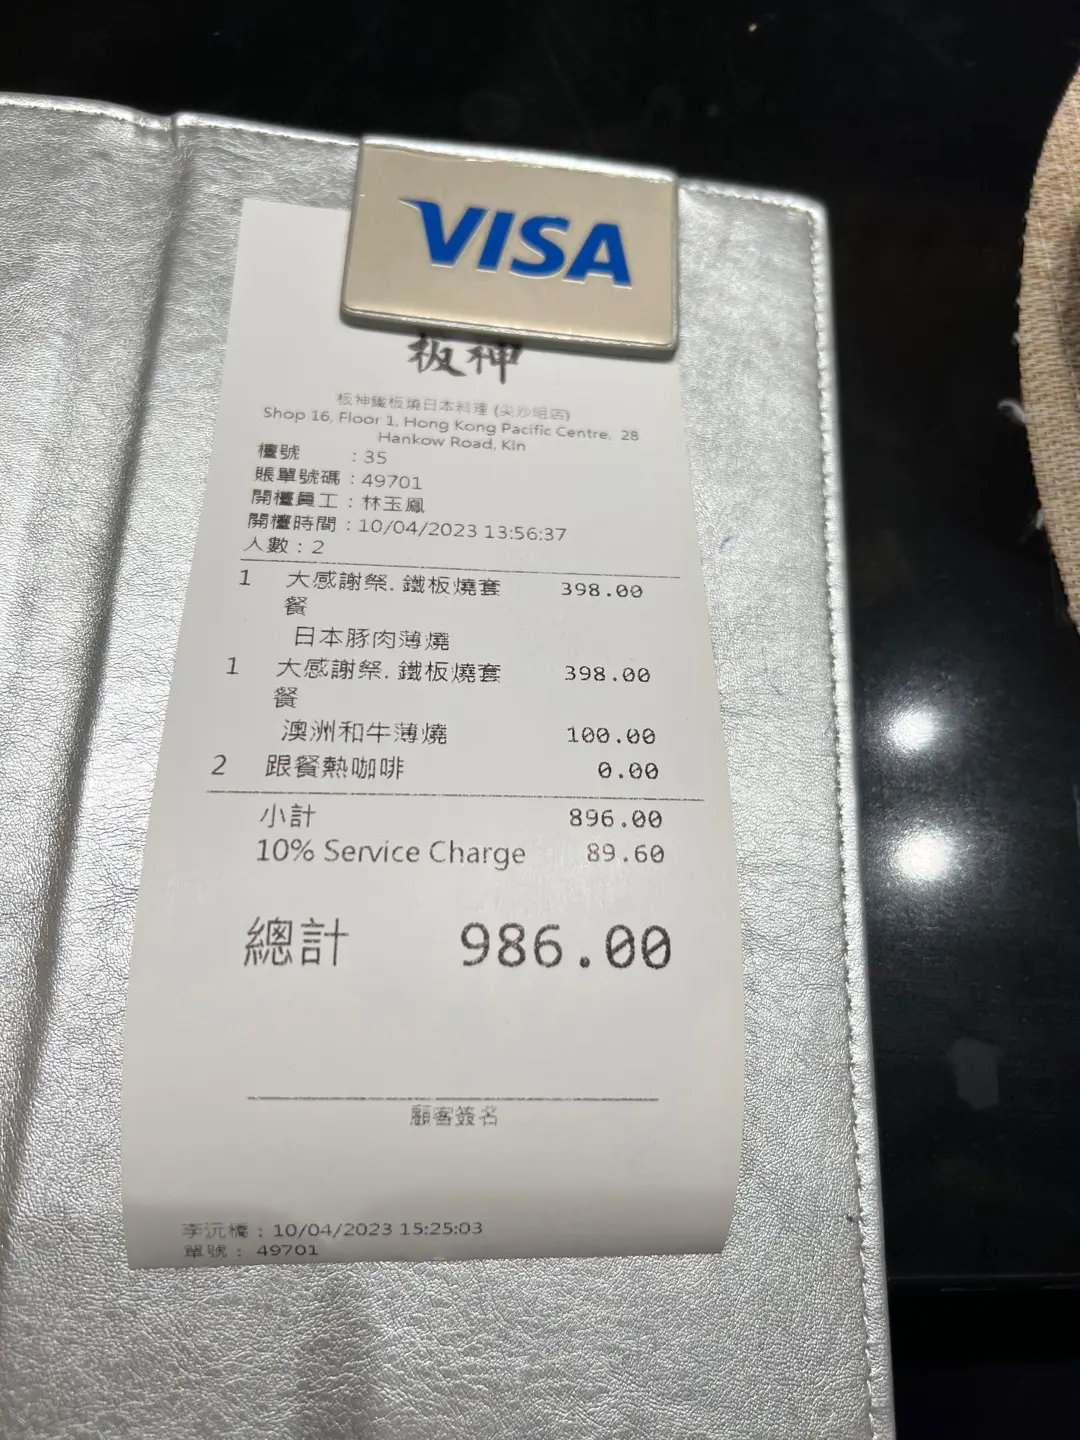 VISA
板神
板神鐵板燒日本料理 (尖沙咀店)
Shop 16, Floor 1, Hong Kong Pacific Centre, 28
Hankow Road, Kln
檯號 : 35
賬單號碼 : 49701
開檯員工 : 林玉鳳
開檯時間 : 10/04/2023 13:56:37
人數 : 2
1 大感謝祭. 鐵板燒套 398.00
餐
日本豚肉薄燒
1 大感謝祭. 鐵板燒套 398.00
餐
澳洲和牛薄燒 100.00
2 跟餐熱咖啡 0.00
小計 896.00
10% Service Charge 89.60
總計 986.00
顧客簽名
李沅橋 : 10/04/2023 15:25:03
單號 : 49701